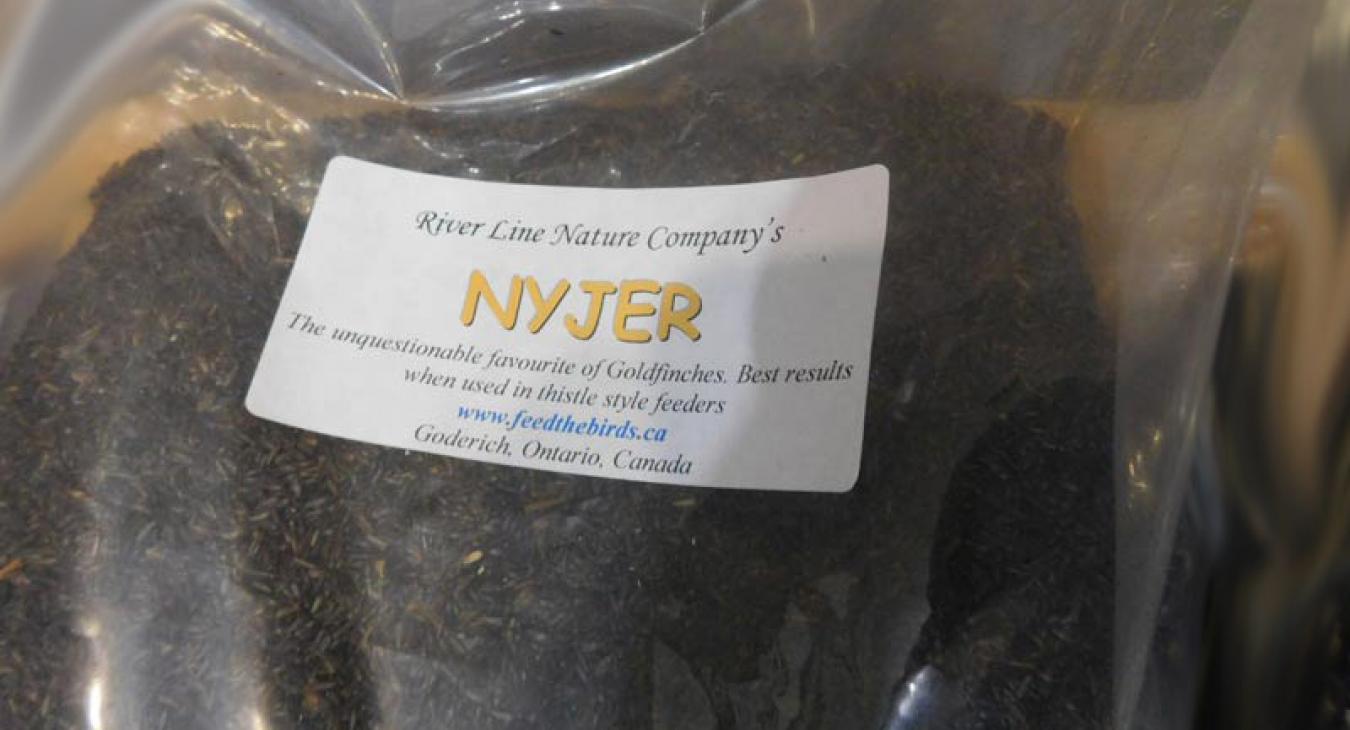 River Line Nature Company's
NYJER
The unquestionable favourite of Goldfinches. Best results
when used in thistle style feeders
www.feedthebirds.ca
Goderich, Ontario, Canada